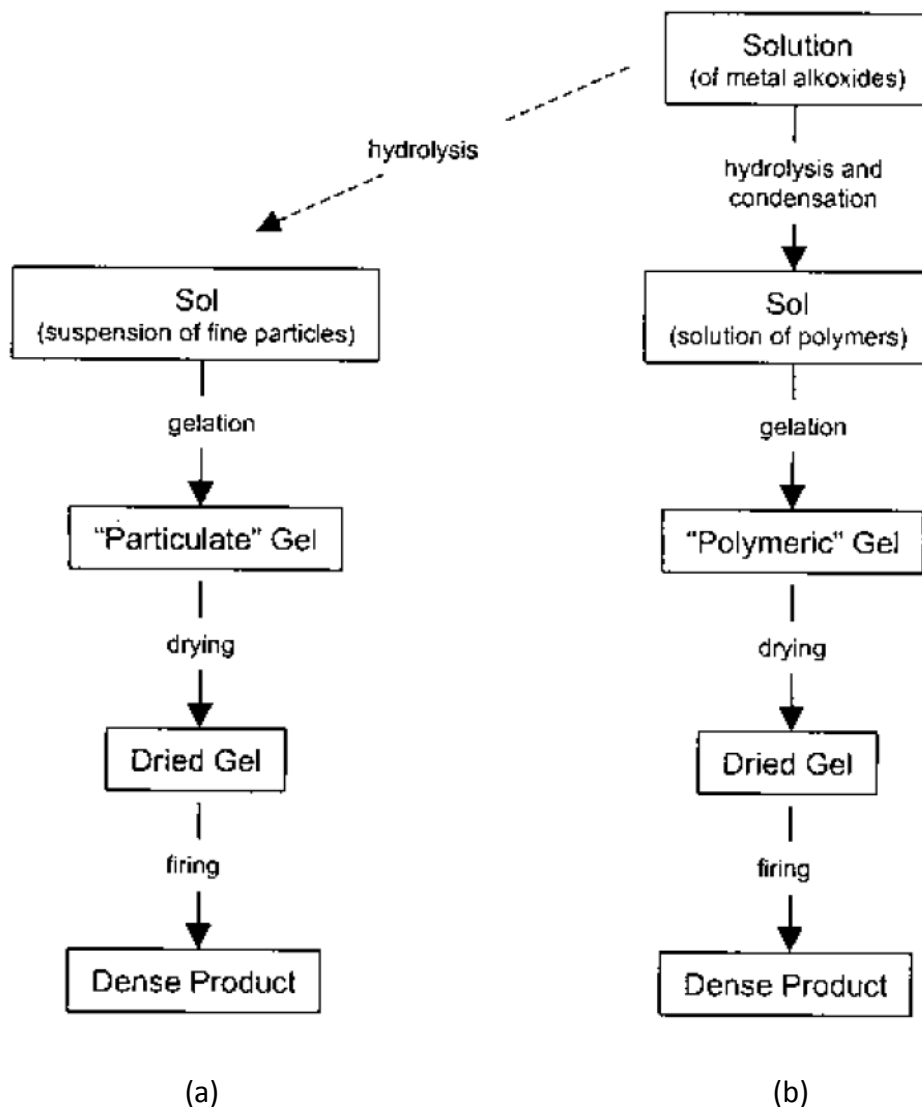 Solution
(of metal alkoxides)
hydrolysis
hydrolysis and
condensation
Sol
(suspension of fine particles)
Sol
(solution of polymers)
gelation
gelation
“Particulate” Gel
“Polymeric” Gel
drying
drying
Dried Gel
Dried Gel
firing
firing
Dense Product
Dense Product
(a)
(b)